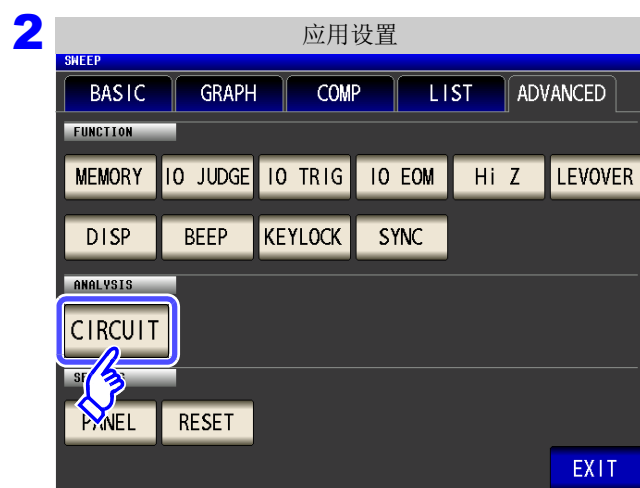 2
应用设置
SWEEP
BASIC GRAPH COMP LIST ADVANCED
FUNCTION
MEMORY IO JUDGE IO TRIG IO EOM Hi Z LEVOVER
DISP BEEP KEYLOCK SYNC
ANALYSIS
CIRCUIT
PANEL RESET
EXIT